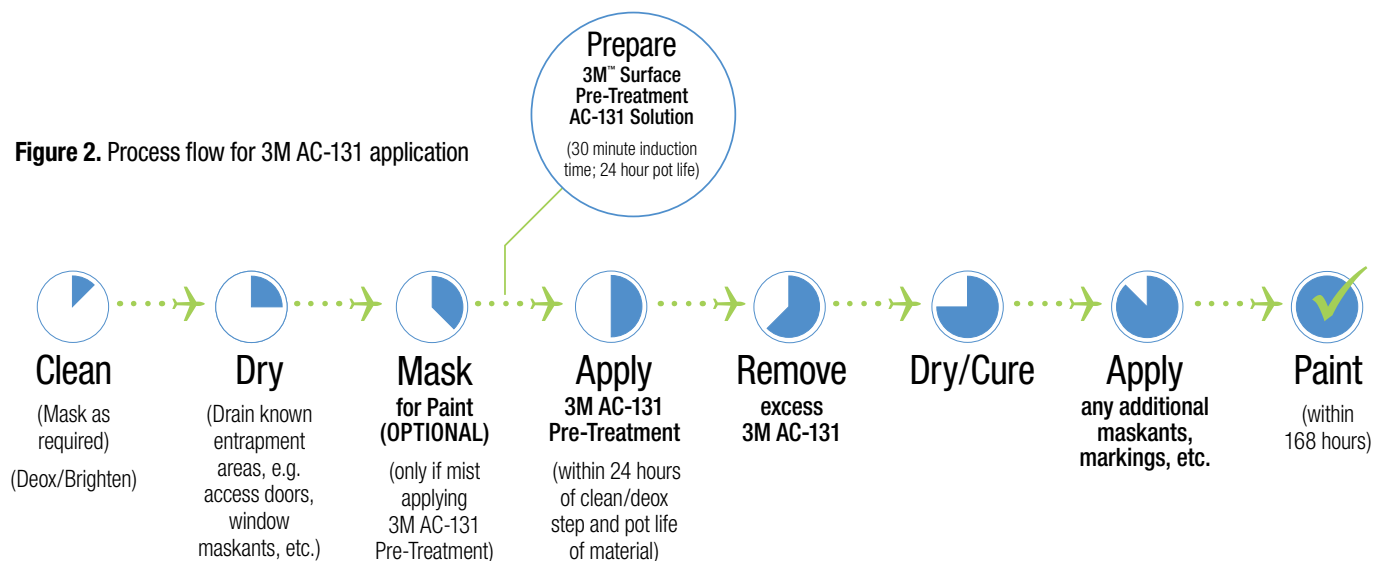 Prepare
3M™ Surface
Pre-Treatment
AC-131 Solution
(30 minute induction
time; 24 hour pot life)
Figure 2. Process flow for 3M AC-131 application
Clean
(Mask as
required)
(Deox/Brighten)
Dry
(Drain known
entrapment
areas, e.g.
access doors,
window
maskants, etc.)
Mask
for Paint
(OPTIONAL)
(only if mist
applying
3M AC-131
Pre-Treatment)
Apply
3M AC-131
Pre-Treatment
(within 24 hours
of clean/deox
step and pot life
of material)
Remove
excess
3M AC-131
Dry/Cure
Apply
any additional
maskants,
markings, etc.
Paint
(within
168 hours)